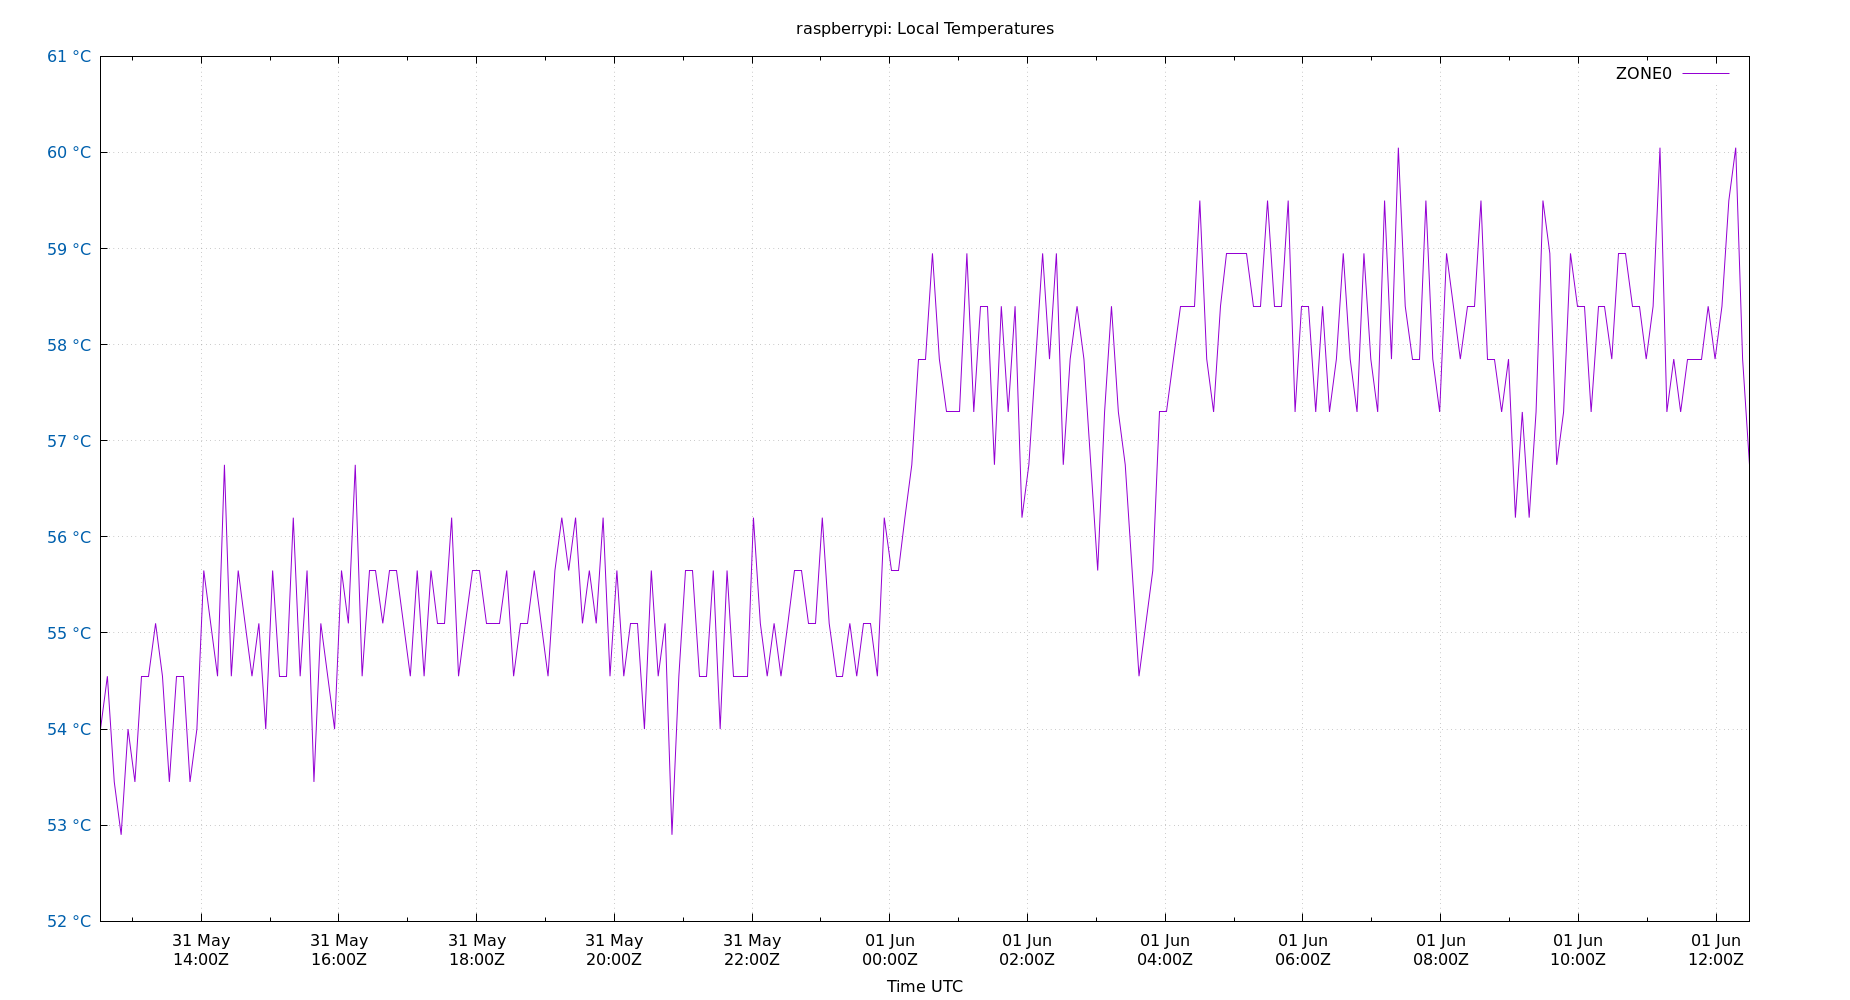 raspberrypi: Local Temperatures
ZONE0
61 °C
60 °C
59 °C
58 °C
57 °C
56 °C
55 °C
54 °C
53 °C
52 °C
31 May 31 May 31 May 31 May 31 May 01 Jun 01 Jun 01 Jun 01 Jun 01 Jun 01 Jun 01 Jun
14:00Z 16:00Z 18:00Z 20:00Z 22:00Z 00:00Z 02:00Z 04:00Z 06:00Z 08:00Z 10:00Z 12:00Z
Time UTC